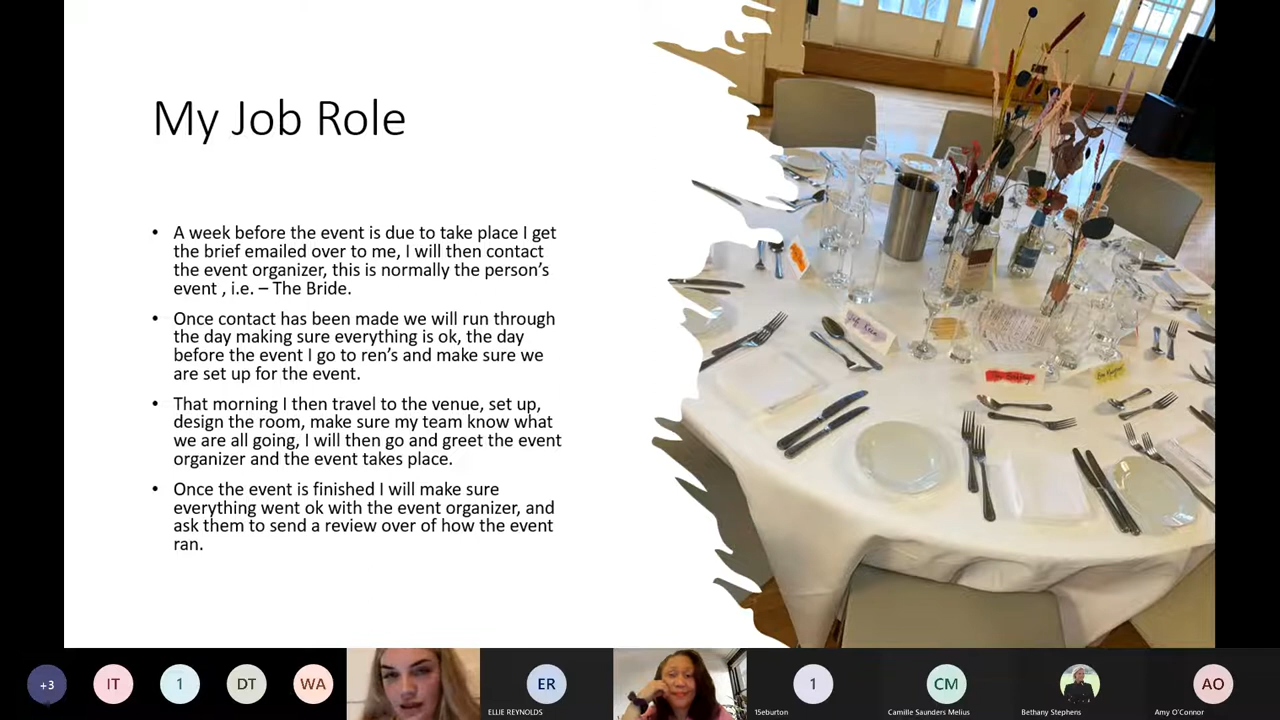 My Job Role
• A week before the event is due to take place I get
the brief emailed over to me, I will then contact
the event organizer, this is normally the person's
event , i.e. – The Bride.
• Once contact has been made we will run through
the day making sure everything is ok, the day
before the event I go to ren's and make sure we
are set up for the event.
• That morning I then travel to the venue, set up,
design the room, make sure my team know what
we are all going, I will then go and greet the event
organizer and the event takes place.
• Once the event is finished I will make sure
everything went ok with the event organizer, and
ask them to send a review over of how the event
ran.
+3
IT
1
DT
WA
ER
ELLIE REYNOLDS
1
15eburton
CM
Camille Saunders Melius
Bethany Stephens
AO
Amy O'Connor